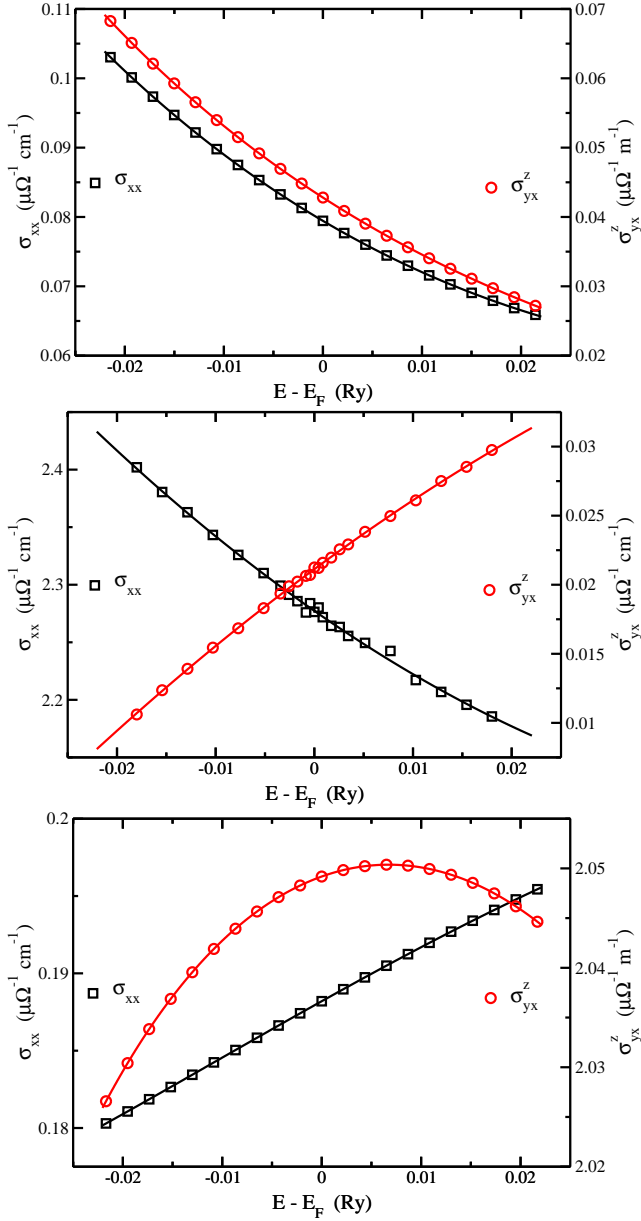 0.11 0.07
0.1 0.06
0.09 0.05
0.08 0.04
0.07 0.03
0.06 0.02
σxx (μΩ⁻¹ cm⁻¹)
σxx
σᶻyx
σᶻyx (μΩ⁻¹ m⁻¹)
-0.02 -0.01 0 0.01 0.02
E - EF (Ry)
2.4 0.03
2.3 0.02
2.2 0.01
σxx (μΩ⁻¹ cm⁻¹)
σxx
σᶻyx
σᶻyx (μΩ⁻¹ cm⁻¹)
-0.02 -0.01 0 0.01 0.02
E - EF (Ry)
0.2 2.05
0.19 2.04
0.18 2.03
2.02
σxx (μΩ⁻¹ cm⁻¹)
σxx
σᶻyx
σᶻyx (μΩ⁻¹ m⁻¹)
-0.02 -0.01 0 0.01 0.02
E - EF (Ry)